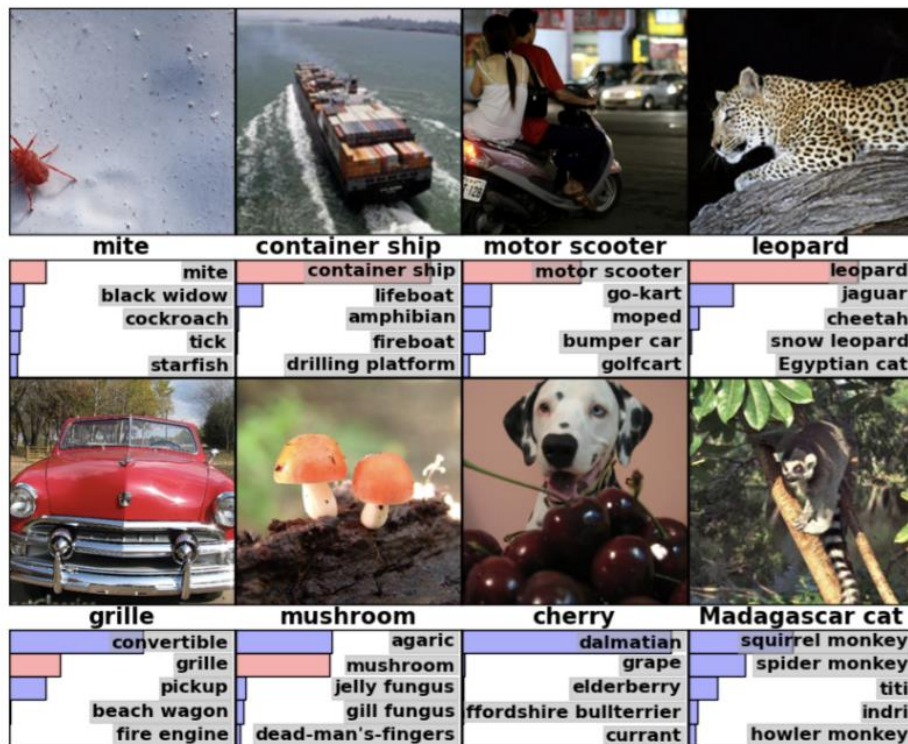 mite
container ship
motor scooter
leopard
mite
black widow
cockroach
tick
starfish
container ship
lifeboat
amphibian
fireboat
drilling platform
motor scooter
go-kart
moped
bumper car
golfcart
leopard
jaguar
cheetah
snow leopard
Egyptian cat
grille
mushroom
cherry
Madagascar cat
convertible
grille
pickup
beach wagon
fire engine
agaric
mushroom
jelly fungus
gill fungus
dead-man's-fingers
dalmatian
grape
elderberry
ffordshire bullterrier
currant
squirrel monkey
spider monkey
titi
indri
howler monkey